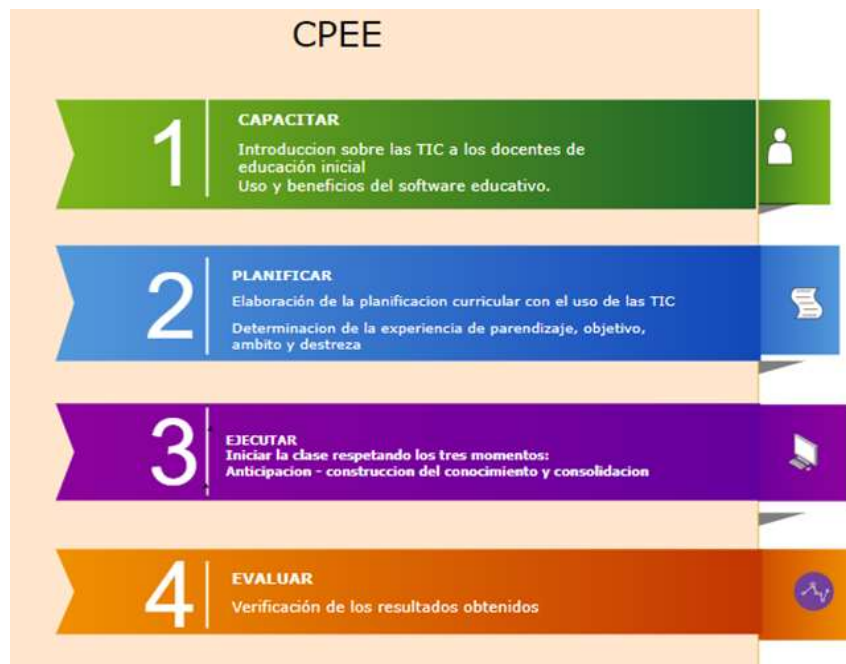 CPEE
1
CAPACITAR
Introduccion sobre las TIC a los docentes de
educación inicial
Uso y beneficios del software educativo.
2
PLANIFICAR
Elaboración de la planificacion curricular con el uso de las TIC
Determinacion de la experiencia de parendizaje, objetivo,
ambito y destreza
3
EJECUTAR
Iniciar la clase respetando los tres momentos:
Anticipacion - construccion del conocimiento y consolidacion
4
EVALUAR
Verificación de los resultados obtenidos